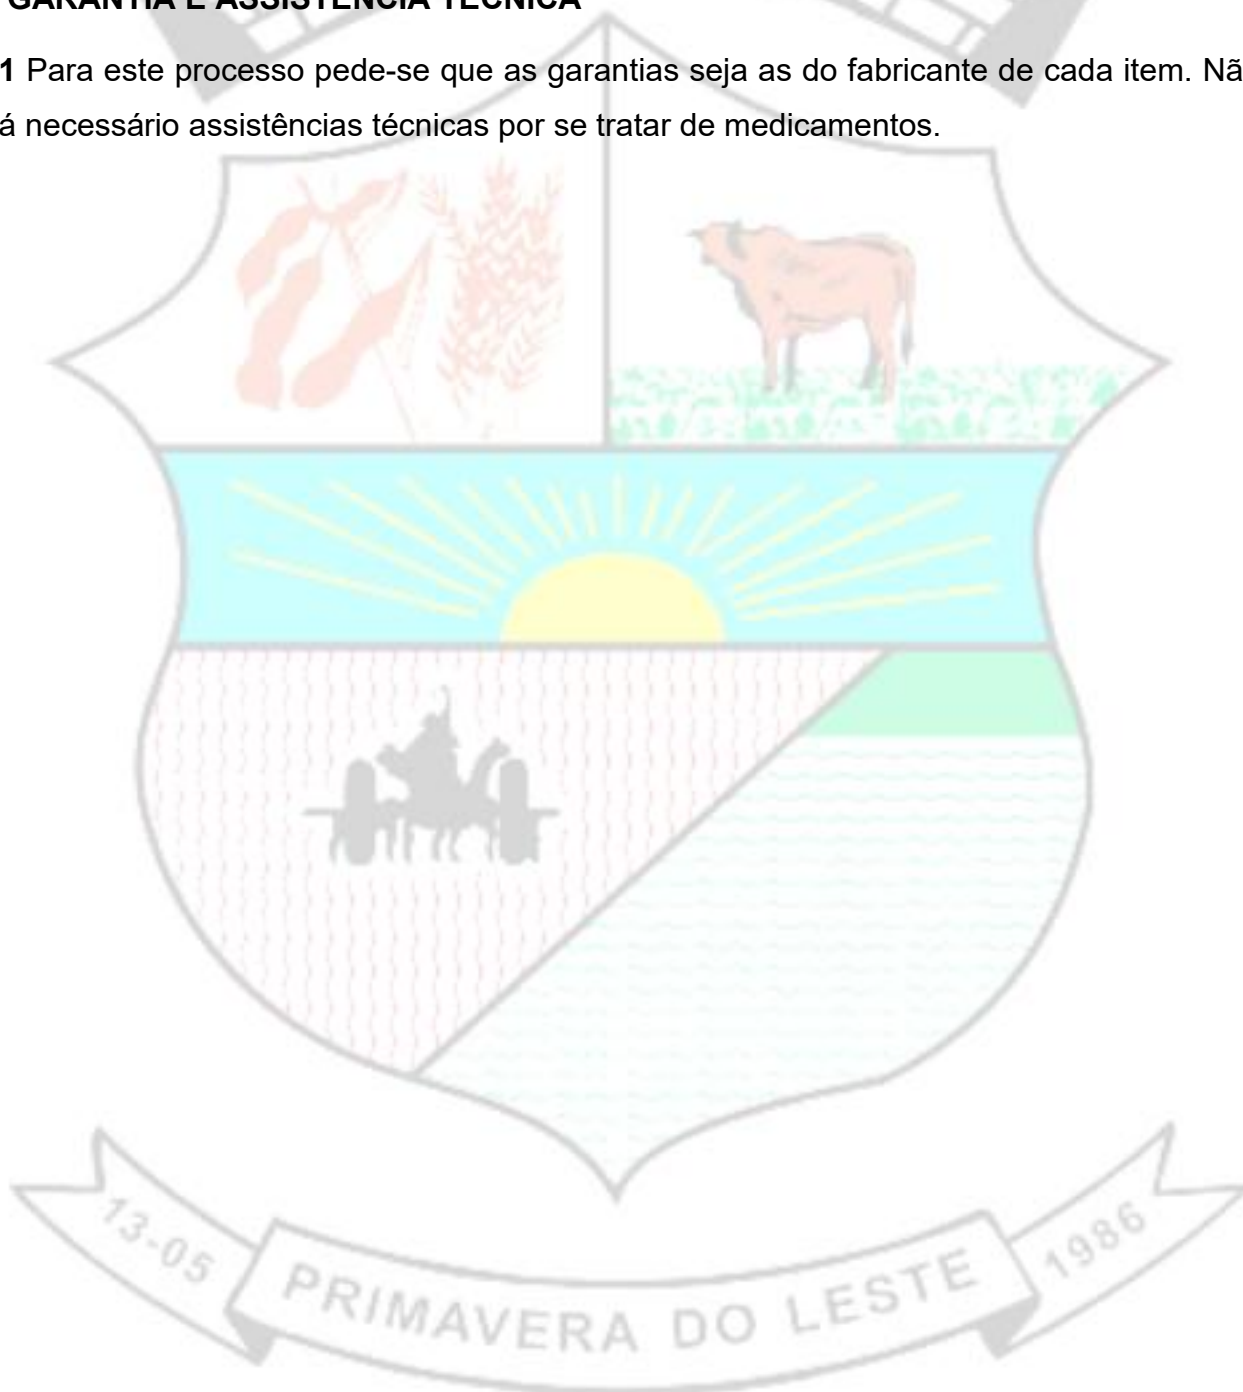 GARANTIA E ASSISTÊNCIA TÉCNICA
1 Para este processo pede-se que as garantias seja as do fabricante de cada item. Nã
á necessário assistências técnicas por se tratar de medicamentos.
13-05
PRIMAVERA DO LESTE
1986